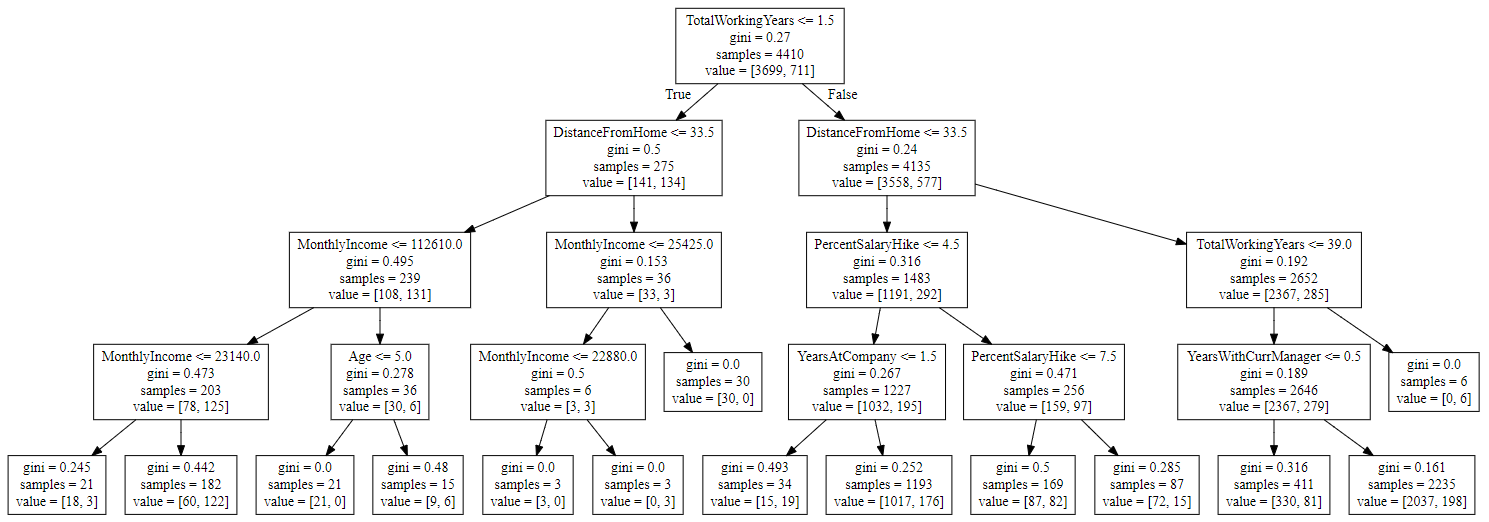 TotalWorkingYears <= 1.5
gini = 0.27
samples = 4410
value = [3699, 711]
True
False
DistanceFromHome <= 33.5
gini = 0.5
samples = 275
value = [141, 134]
DistanceFromHome <= 33.5
gini = 0.24
samples = 4135
value = [3558, 577]
MonthlyIncome <= 112610.0
gini = 0.495
samples = 239
value = [108, 131]
MonthlyIncome <= 25425.0
gini = 0.153
samples = 36
value = [33, 3]
PercentSalaryHike <= 4.5
gini = 0.316
samples = 1483
value = [1191, 292]
TotalWorkingYears <= 39.0
gini = 0.192
samples = 2652
value = [2367, 285]
MonthlyIncome <= 23140.0
gini = 0.473
samples = 203
value = [78, 125]
Age <= 5.0
gini = 0.278
samples = 36
value = [30, 6]
MonthlyIncome <= 22880.0
gini = 0.5
samples = 6
value = [3, 3]
gini = 0.0
samples = 30
value = [30, 0]
YearsAtCompany <= 1.5
gini = 0.267
samples = 1227
value = [1032, 195]
PercentSalaryHike <= 7.5
gini = 0.471
samples = 256
value = [159, 97]
YearsWithCurrManager <= 0.5
gini = 0.189
samples = 2646
value = [2367, 279]
gini = 0.0
samples = 6
value = [0, 6]
gini = 0.245
samples = 21
value = [18, 3]
gini = 0.442
samples = 182
value = [60, 122]
gini = 0.0
samples = 21
value = [21, 0]
gini = 0.48
samples = 15
value = [9, 6]
gini = 0.0
samples = 3
value = [3, 0]
gini = 0.0
samples = 3
value = [0, 3]
gini = 0.493
samples = 34
value = [15, 19]
gini = 0.252
samples = 1193
value = [1017, 176]
gini = 0.5
samples = 169
value = [87, 82]
gini = 0.285
samples = 87
value = [72, 15]
gini = 0.316
samples = 411
value = [330, 81]
gini = 0.161
samples = 2235
value = [2037, 198]